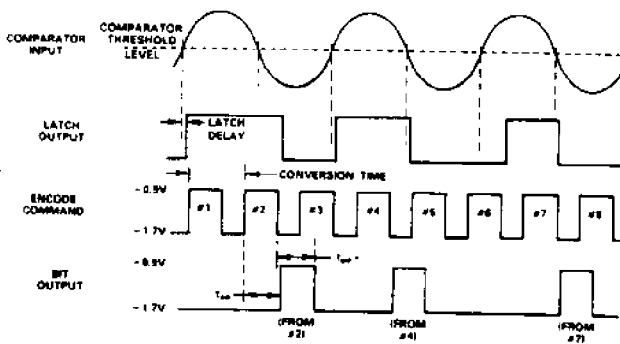 COMPARATOR
INPUT
COMPARATOR
THRESHOLD
LEVEL
LATCH
OUTPUT
LATCH
DELAY
CONVERSION TIME
ENCODE
COMMAND
- 0.9V
- 1.7V
#1
#2
#3
#4
#5
#6
#7
#8
BIT
OUTPUT
- 0.9V
- 1.7V
(FROM
#2)
(FROM
#4)
(FROM
#7)